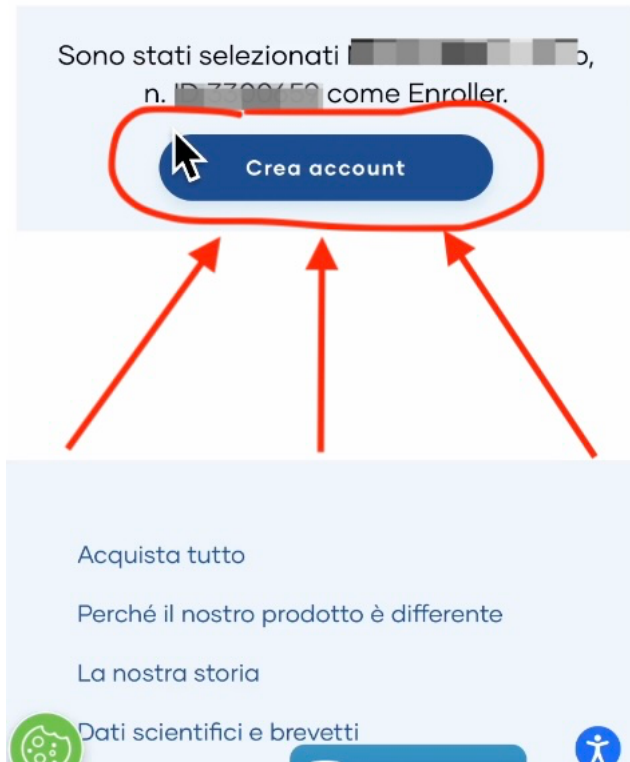 Sono stati selezionati
n. come Enroller.
Crea account
Acquista tutto
Perché il nostro prodotto è differente
La nostra storia
Dati scientifici e brevetti